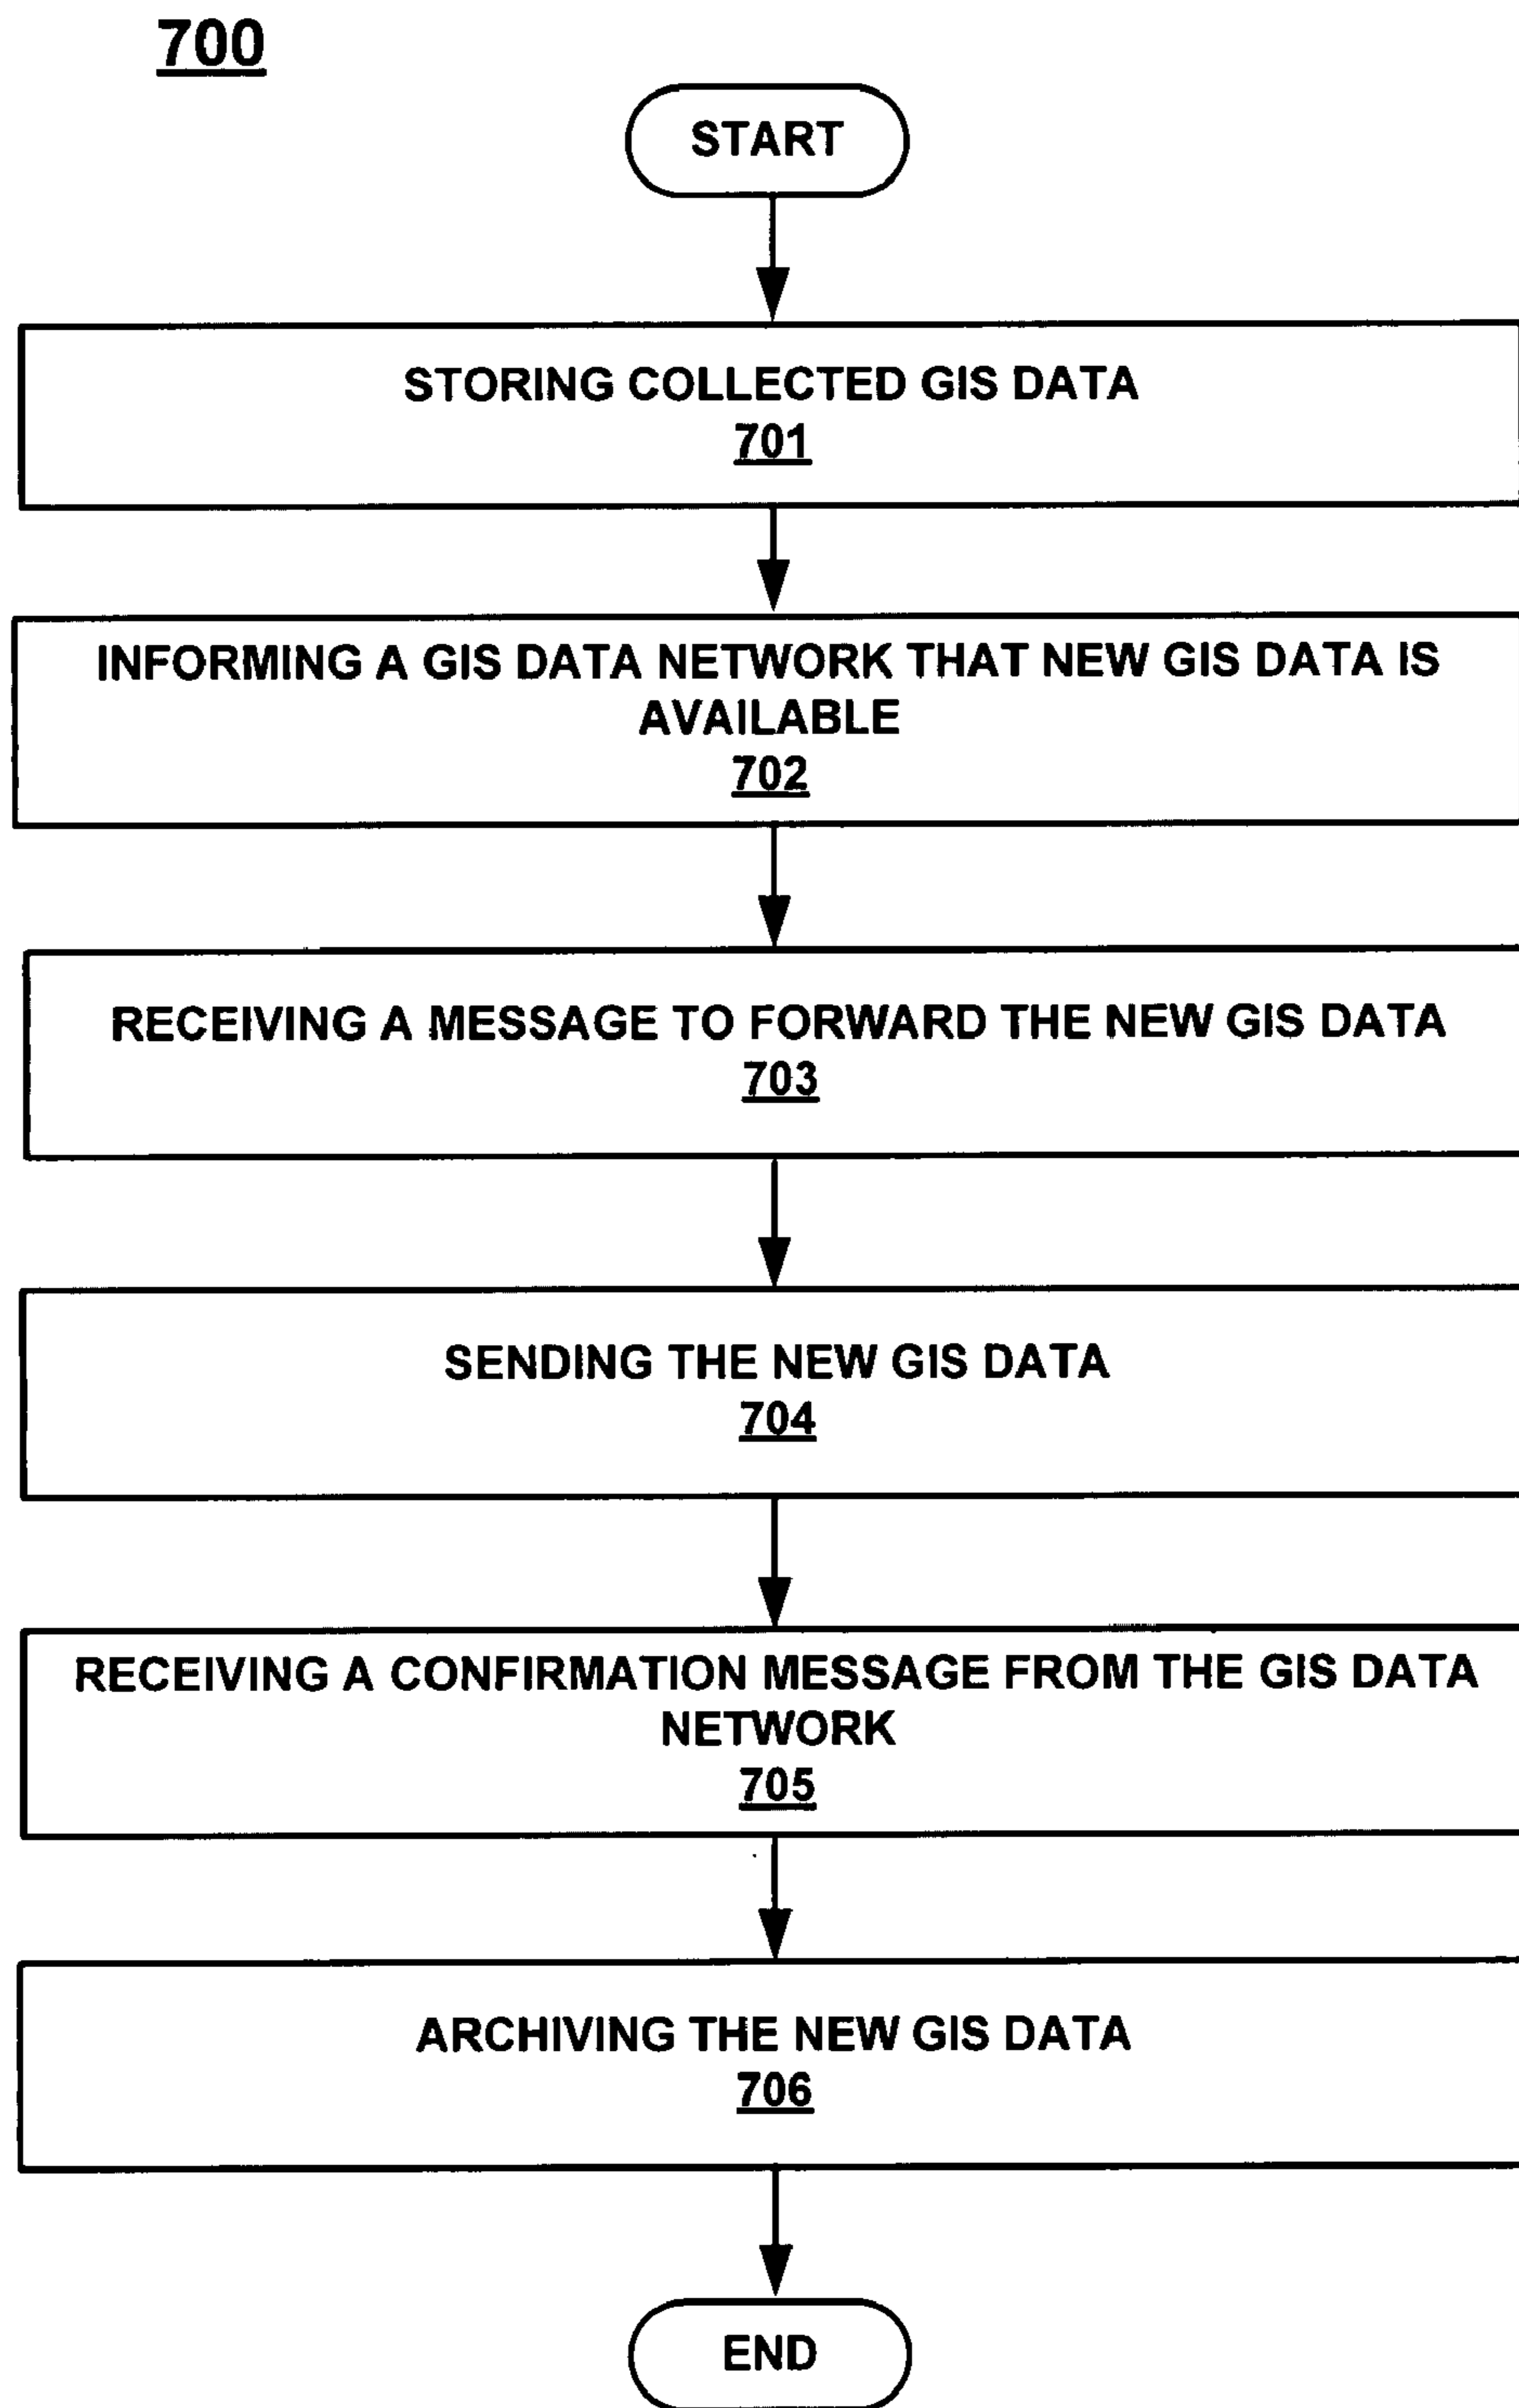 700
START
STORING COLLECTED GIS DATA
701
INFORMING A GIS DATA NETWORK THAT NEW GIS DATA IS
AVAILABLE
702
RECEIVING A MESSAGE TO FORWARD THE NEW GIS DATA
703
SENDING THE NEW GIS DATA
704
RECEIVING A CONFIRMATION MESSAGE FROM THE GIS DATA
NETWORK
705
ARCHIVING THE NEW GIS DATA
706
END